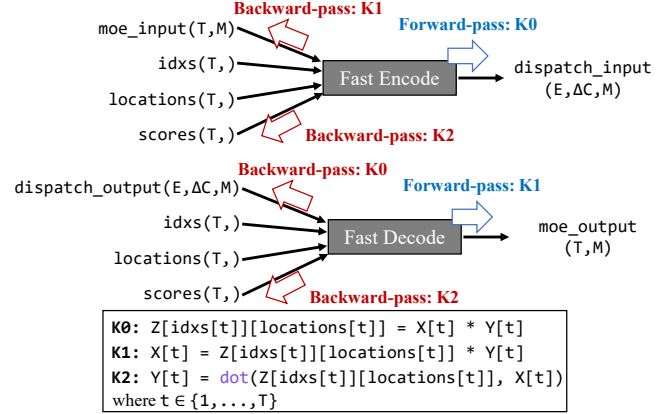 Backward-pass: K1
moe_input(T,M)
Forward-pass: K0
idxs(T,)
Fast Encode
dispatch_input
(E,ΔC,M)
locations(T,)
scores(T,)
Backward-pass: K2
Backward-pass: K0
dispatch_output(E,ΔC,M)
Forward-pass: K1
idxs(T,)
Fast Decode
moe_output
(T,M)
locations(T,)
scores(T,)
Backward-pass: K2
K0: Z[idxs[t]][locations[t]] = X[t] * Y[t]
K1: X[t] = Z[idxs[t]][locations[t]] * Y[t]
K2: Y[t] = dot(Z[idxs[t]][locations[t]], X[t])
where t ∈ {1,...,T}